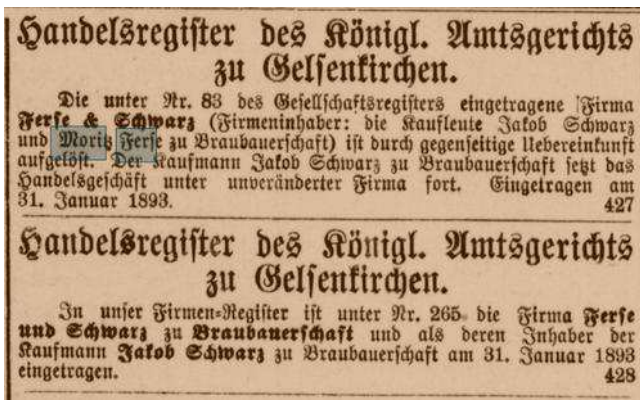 Handelsregister des Königl. Amtsgerichts
zu Gelsenkirchen.
Die unter Nr. 83 des Gesellschaftsregisters eingetragene Firma
Ferse & Schwarz (Firmeninhaber: die Kaufleute Jakob Schwarz
und Moritz Ferse zu Braubauerschaft) ist durch gegenseitige Uebereinkunft
aufgelöst. Der Kaufmann Jakob Schwarz zu Braubauerschaft setzt das
Handelsgeschäft unter unveränderter Firma fort. Eingetragen am
31. Januar 1893. 427
Handelsregister des Königl. Amtsgerichts
zu Gelsenkirchen.
In unser Firmen-Register ist unter Nr. 265 die Firma Ferse
und Schwarz zu Braubauerschaft und als deren Inhaber der
Kaufmann Jakob Schwarz zu Braubauerschaft am 31. Januar 1893
eingetragen. 428